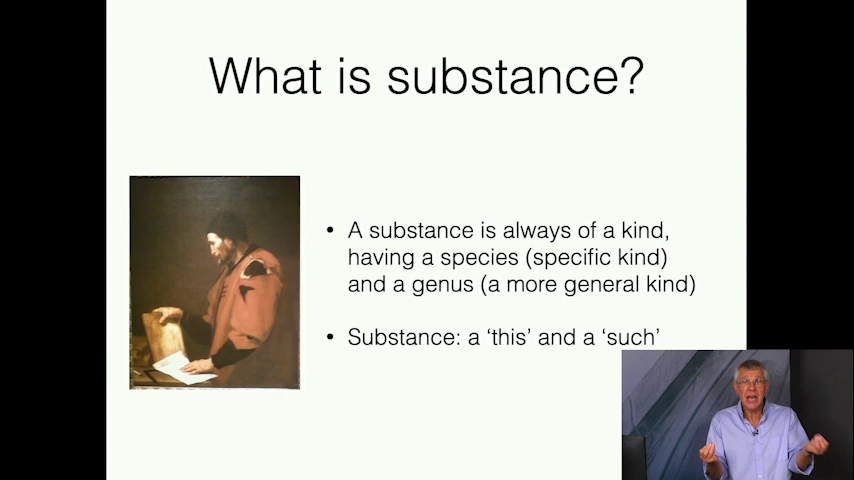 What is substance?
• A substance is always of a kind,
having a species (specific kind)
and a genus (a more general kind)
• Substance: a ‘this’ and a ‘such’